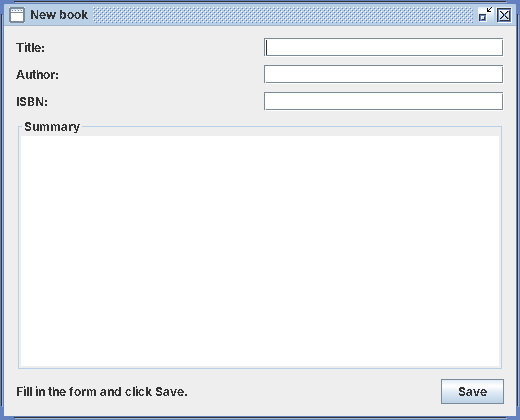 New book
Title:
Author:
ISBN:
Summary
Fill in the form and click Save.
Save